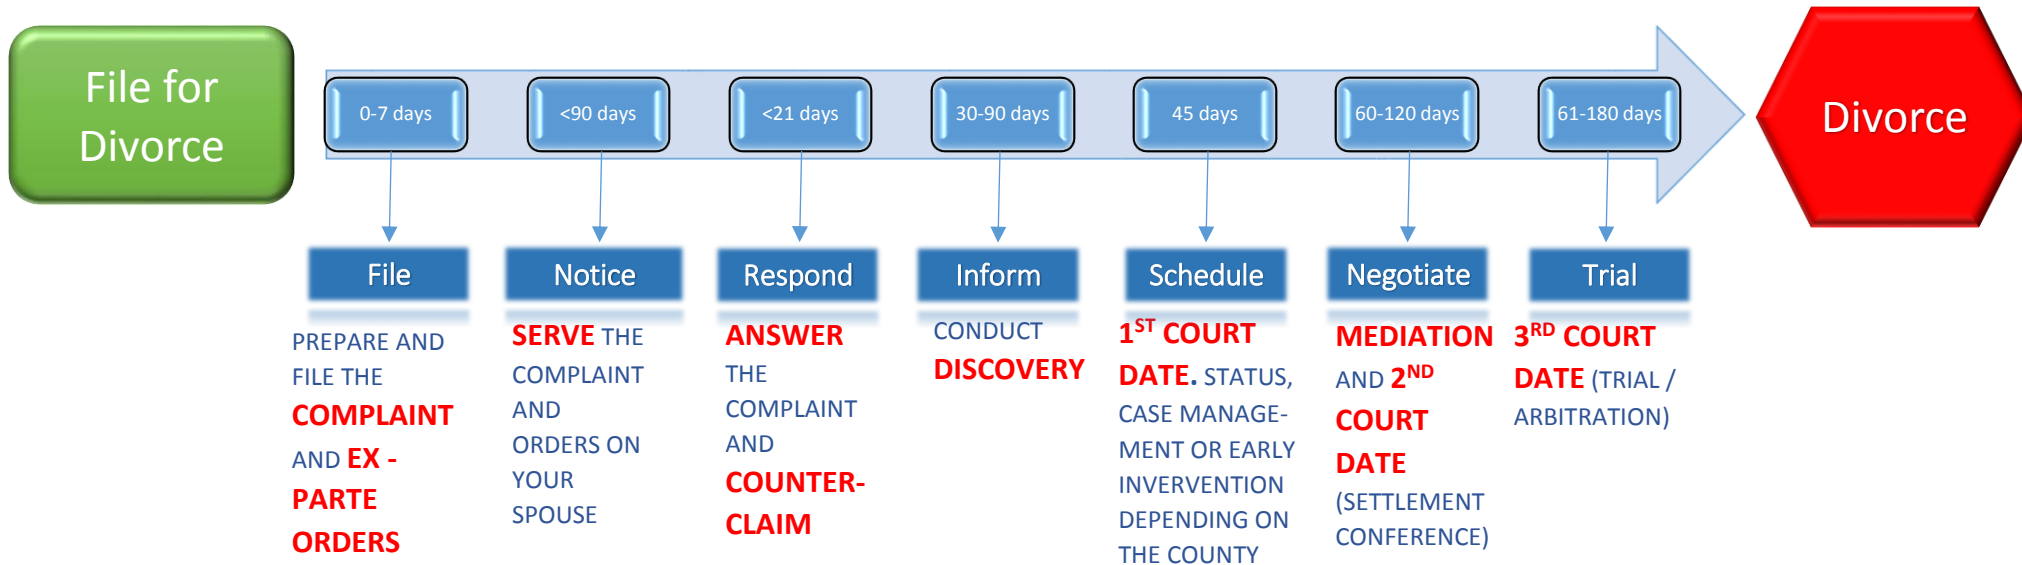 File for
Divorce
0-7 days
<90 days
<21 days
30-90 days
45 days
60-120 days
61-180 days
Divorce
File
PREPARE AND
FILE THE
COMPLAINT
AND EX -
PARTE
ORDERS
Notice
SERVE THE
COMPLAINT
AND
ORDERS ON
YOUR
SPOUSE
Respond
ANSWER
THE
COMPLAINT
AND
COUNTER-
CLAIM
Inform
CONDUCT
DISCOVERY
Schedule
1ST COURT
DATE. STATUS,
CASE MANAGE-
MENT OR EARLY
INVERVENTION
DEPENDING ON
THE COUNTY
Negotiate
MEDIATION
AND 2ND
COURT
DATE
(SETTLEMENT
CONFERENCE)
Trial
3RD COURT
DATE (TRIAL /
ARBITRATION)